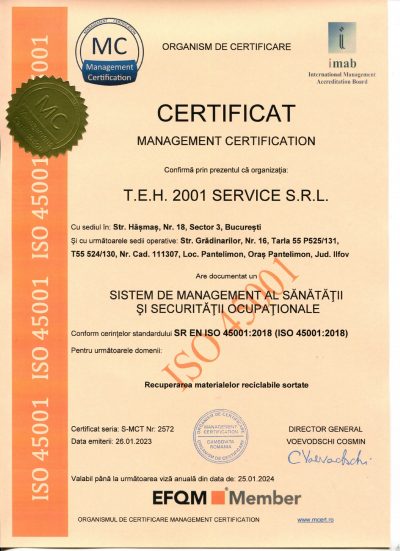 MC
Management
Certification
ORGANISM DE CERTIFICARE
imab
International Management
Accreditation Board
MC
CERTIFICAT
MANAGEMENT CERTIFICATION
Confirmă prin prezentul că organizația:
T.E.H. 2001 SERVICE S.R.L.
Cu sediul în: Str. Hășmaș, Nr. 18, Sector 3, București
Și cu următoarele sedii operative: Str. Grădinarilor, Nr. 16, Tarla 55 P525/131,
T55 524/130, Nr. Cad. 111307, Loc. Pantelimon, Oraș Pantelimon, Jud. Ilfov
Are documentat un
SISTEM DE MANAGEMENT AL SĂNĂTĂȚII
ȘI SECURITĂȚII OCUPAȚIONALE
Conform cerințelor standardului SR EN ISO 45001:2018 (ISO 45001:2018)
Pentru următoarele domenii:
Recuperarea materialelor reciclabile sortate
ISO 45001
ISO 45001 ISO 45001 ISO 45001 ISO 45001
Certificat seria: S-MCT Nr: 2572
Data emiterii: 26.01.2023
ORGANISM DE CERTIFICARE
MANAGEMENT
CERTIFICATION
DAMBOVITA
ROMANIA
DIRECTOR GENERAL
VOEVODSCHI COSMIN
Valabil până la următoarea viză anuală din data de: 25.01.2024
EFQM Member
ORGANISMUL DE CERTIFICARE MANAGEMENT CERTIFICATION
www.mcert.ro